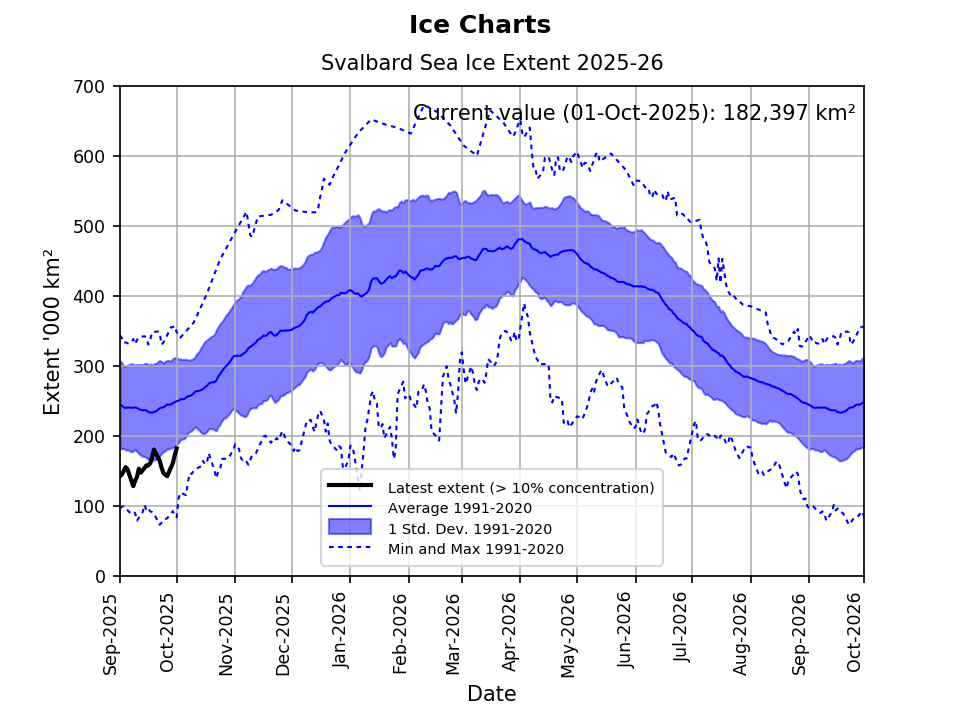 Ice Charts
Svalbard Sea Ice Extent 2025-26
Current value (01-Oct-2025): 182,397 km²
700
600
500
400
300
200
100
0
Extent '000 km²
Latest extent (> 10% concentration)
Average 1991-2020
1 Std. Dev. 1991-2020
Min and Max 1991-2020
Sep-2025
Oct-2025
Nov-2025
Dec-2025
Jan-2026
Feb-2026
Mar-2026
Apr-2026
May-2026
Jun-2026
Jul-2026
Aug-2026
Sep-2026
Oct-2026
Date